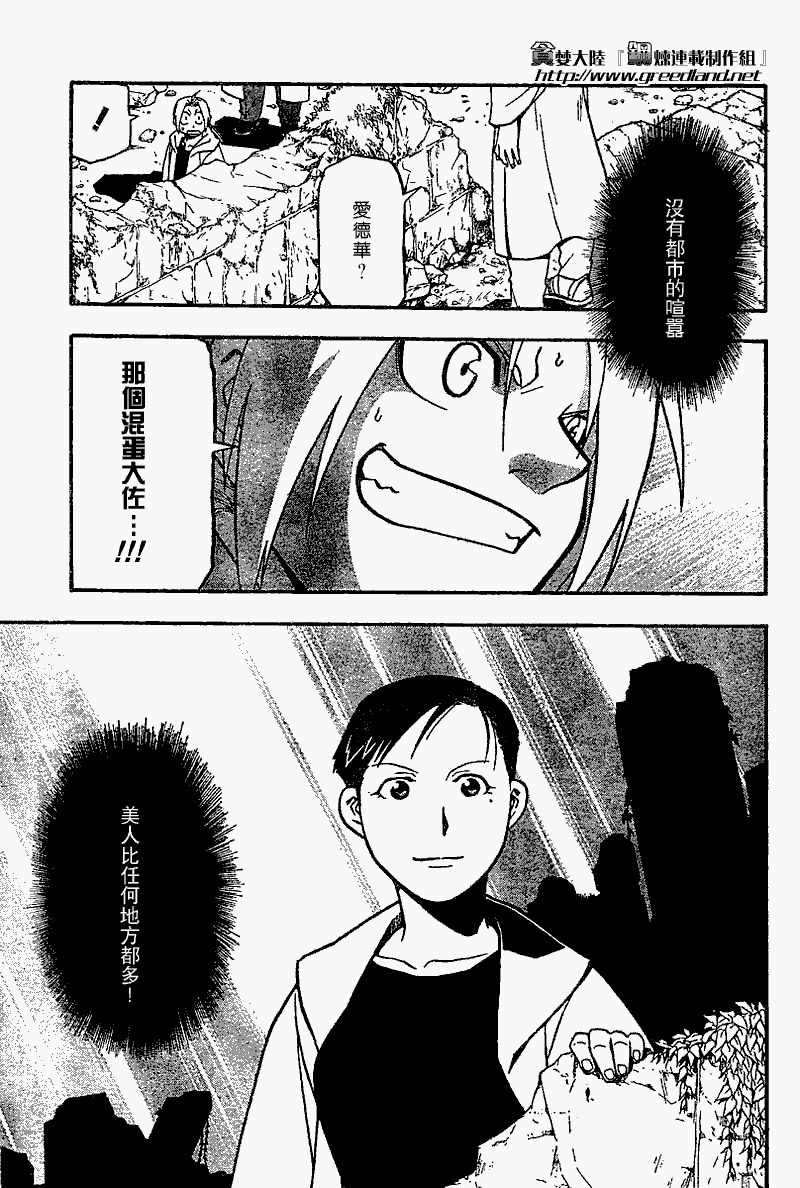 貪婪大陸『鋼煉連載制作組』
http://www.greedland.net
沒有都市的喧囂
愛德華?
…!
那個混蛋大佐…!!!
美人比任何地方都多!